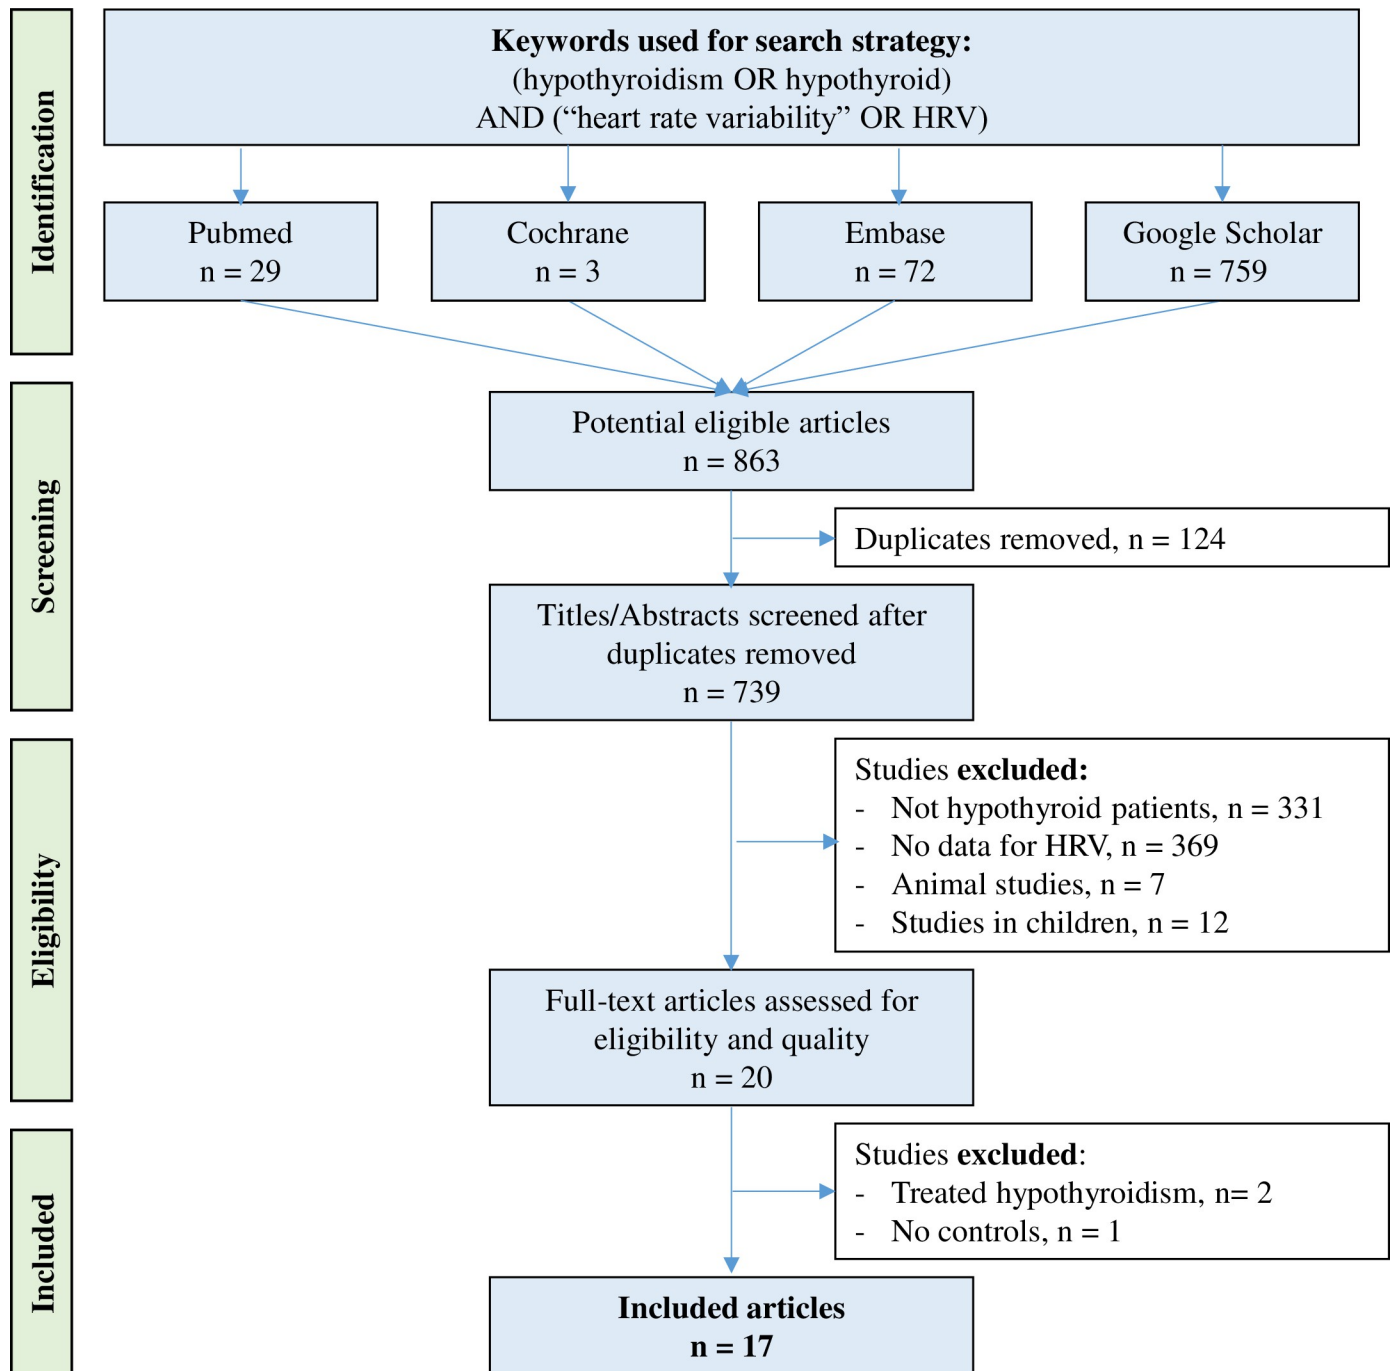 Identification
Keywords used for search strategy:
(hypothyroidism OR hypothyroid)
AND (“heart rate variability” OR HRV)
Pubmed
n = 29
Cochrane
n = 3
Embase
n = 72
Google Scholar
n = 759
Screening
Potential eligible articles
n = 863
Duplicates removed, n = 124
Titles/Abstracts screened after
duplicates removed
n = 739
Eligibility
Studies excluded:
- Not hypothyroid patients, n = 331
- No data for HRV, n = 369
- Animal studies, n = 7
- Studies in children, n = 12
Full-text articles assessed for
eligibility and quality
n = 20
Included
Studies excluded:
- Treated hypothyroidism, n= 2
- No controls, n = 1
Included articles
n = 17